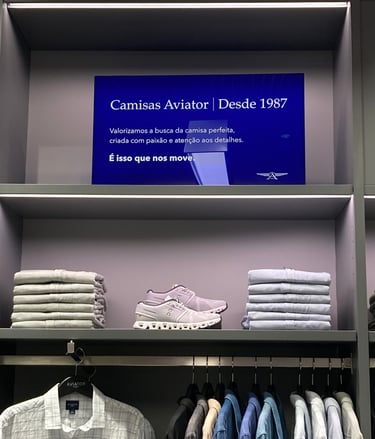 Camisas Aviator | Desde 1987
Valorizamos a busca da camisa perfeita,
criada com paixão e atenção aos detalhes.
É isso que nos move.
AVIATOR